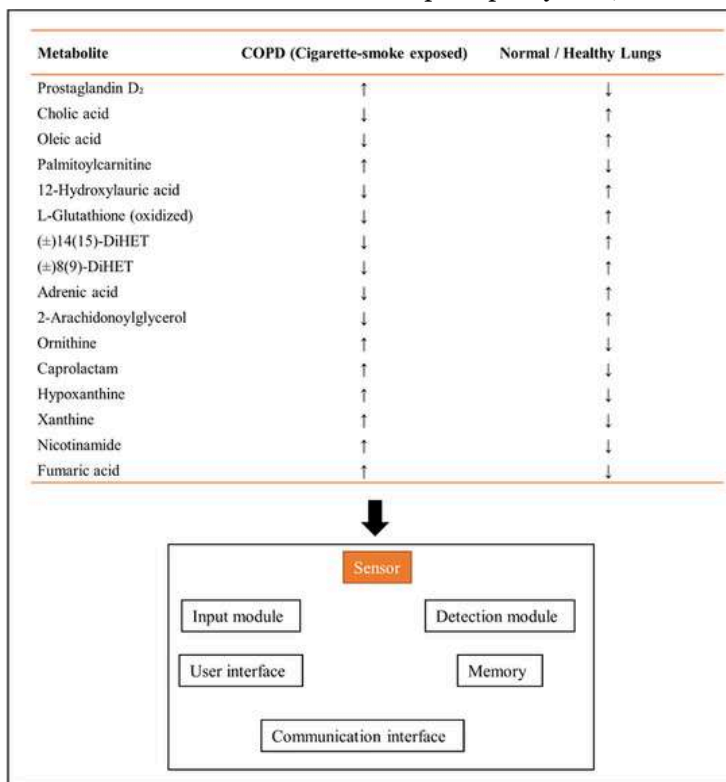 Metabolite COPD (Cigarette-smoke exposed) Normal / Healthy Lungs
Prostaglandin D₂ ↑ ↓
Cholic acid ↓ ↑
Oleic acid ↓ ↑
Palmitoylcarnitine ↑ ↓
12-Hydroxylauric acid ↓ ↑
L-Glutathione (oxidized) ↓ ↑
(±)14(15)-DiHET ↓ ↑
(±)8(9)-DiHET ↓ ↑
Adrenic acid ↓ ↑
2-Arachidonoylglycerol ↓ ↑
Ornithine ↑ ↓
Caprolactam ↑ ↓
Hypoxanthine ↑ ↓
Xanthine ↑ ↓
Nicotinamide ↑ ↓
Fumaric acid ↑ ↓
Sensor
Input module Detection module
User interface Memory
Communication interface